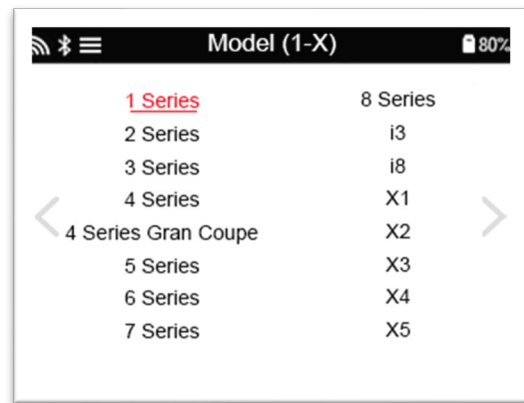 Model (1-X)
80%
1 Series
8 Series
2 Series
i3
3 Series
i8
4 Series
X1
4 Series Gran Coupe
X2
5 Series
X3
6 Series
X4
7 Series
X5